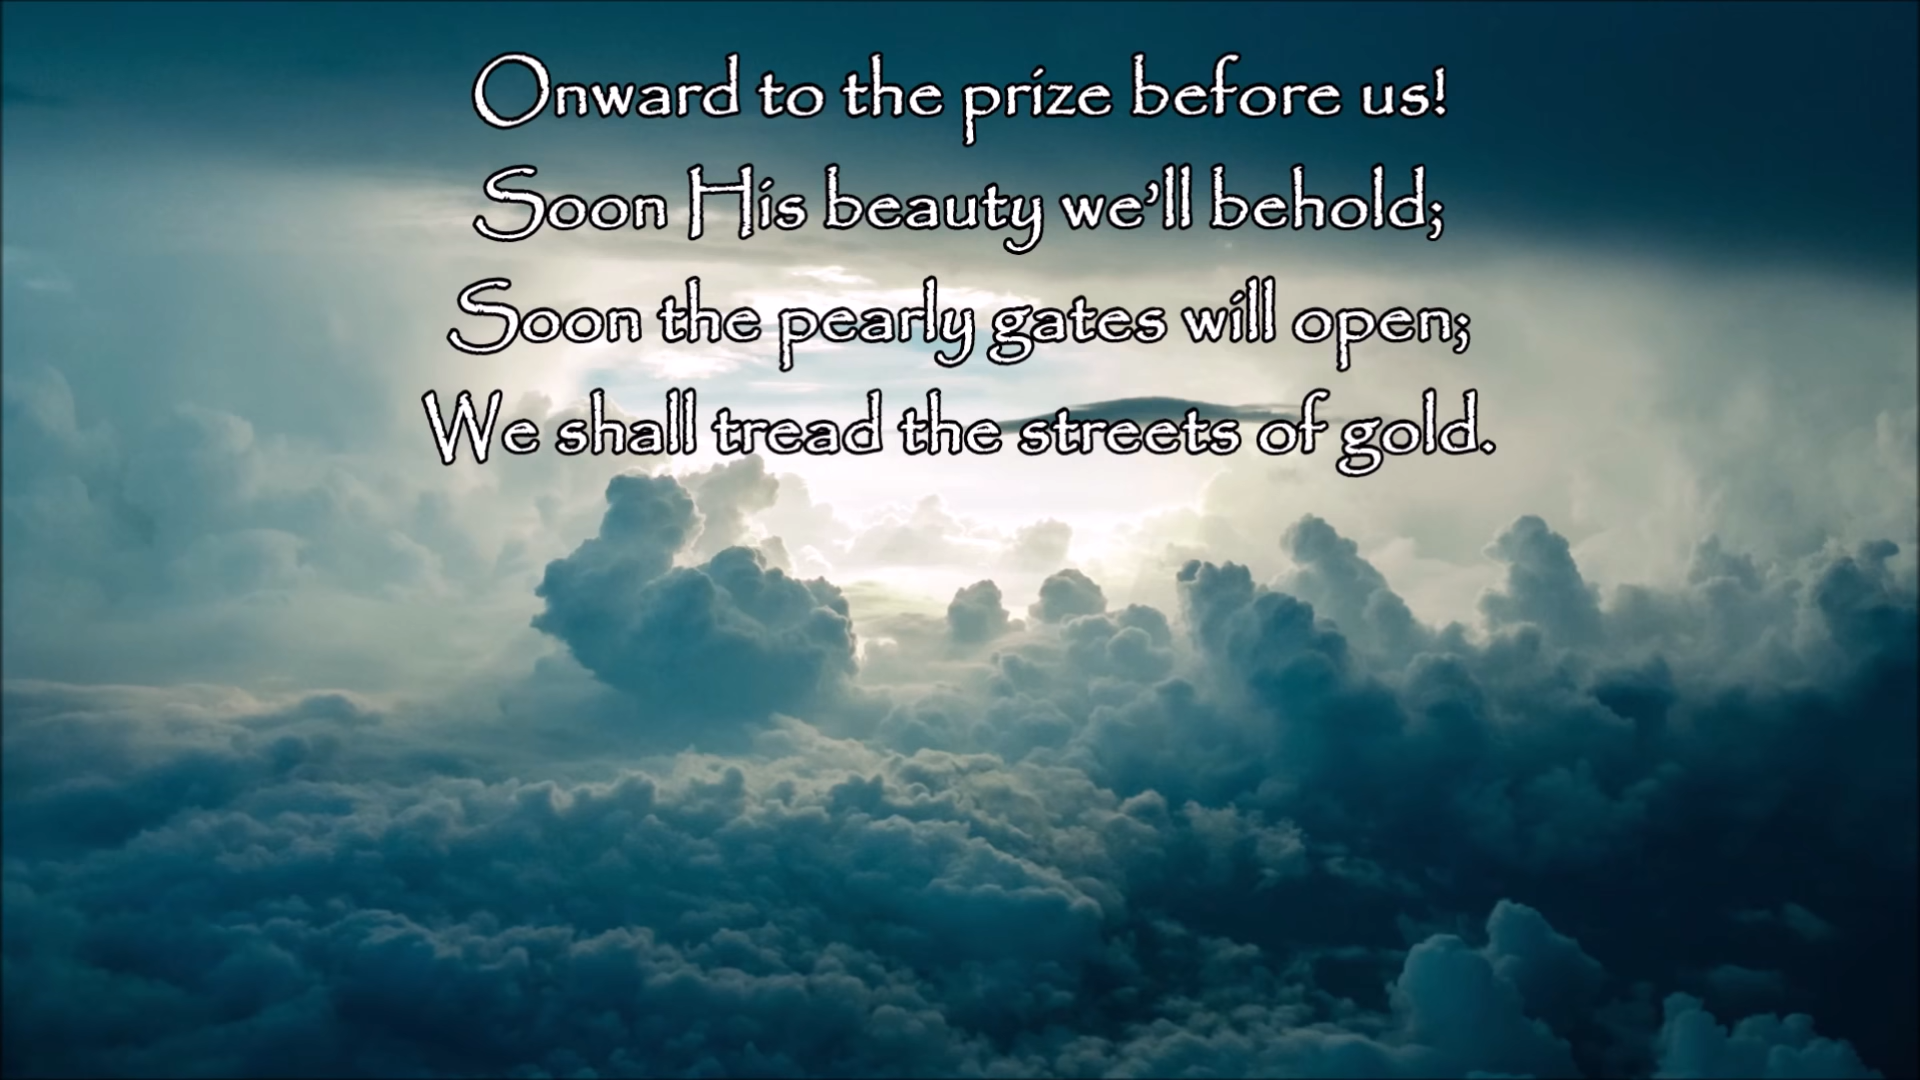 Onward to the prize before us!
Soon His beauty we’ll behold;
Soon the pearly gates will open;
We shall tread the streets of gold.